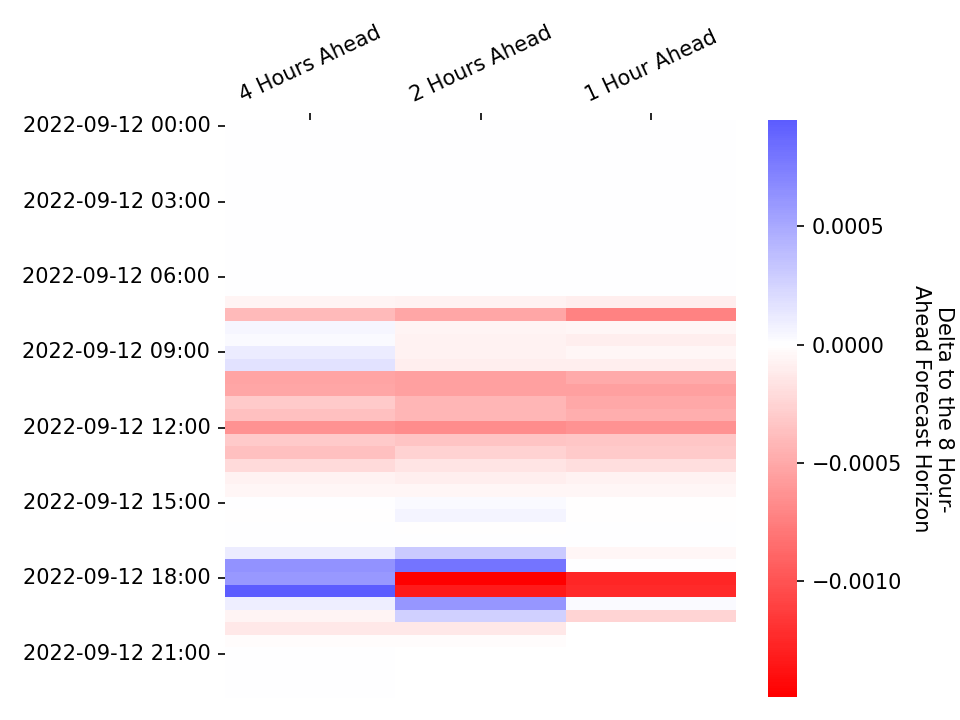 4 Hours Ahead
2 Hours Ahead
1 Hour Ahead
2022-09-12 00:00
2022-09-12 03:00
2022-09-12 06:00
2022-09-12 09:00
2022-09-12 12:00
2022-09-12 15:00
2022-09-12 18:00
2022-09-12 21:00
0.0005
0.0000
−0.0005
−0.0010
Delta to the 8 Hour-
Ahead Forecast Horizon